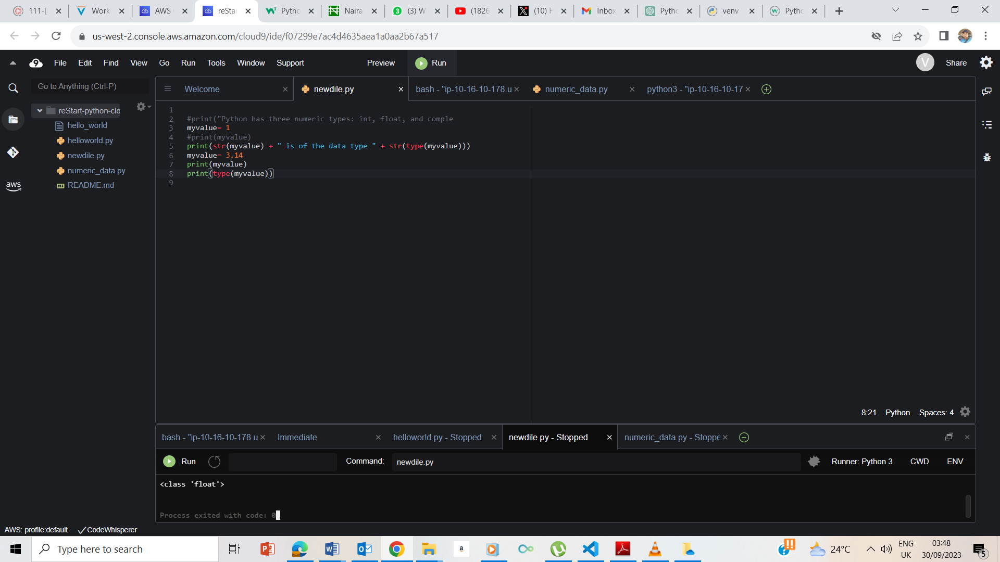 111-[
Work
AWS
reStar
Pytho
Naira
(3) W
(1826
(10) H
Inbox
Pytho
venv
Pytho
us-west-2.console.aws.amazon.com/cloud9/ide/f07299e7ac4d4635aea1a0aa2b67a517
9 File Edit Find View Go Run Tools Window Support Preview Run V Share
Go to Anything (Ctrl-P)
reStart-python-clo
hello_world
helloworld.py
newdile.py
numeric_data.py
README.md
aws
Welcome newdile.py bash - "ip-10-16-10-178.u numeric_data.py python3 - "ip-10-16-10-17
1
2 #print("Python has three numeric types: int, float, and comple
3 myvalue= 1
4 #print(myvalue)
5 print(str(myvalue) + " is of the data type " + str(type(myvalue)))
6 myvalue= 3.14
7 print(myvalue)
8 print(type(myvalue))
9
8:21 Python Spaces: 4
bash - "ip-10-16-10-178.u Immediate helloworld.py - Stopped newdile.py - Stopped numeric_data.py - Stoppe
Run Command: newdile.py Runner: Python 3 CWD ENV
<class 'float'>
Process exited with code: 0
AWS: profile:default CodeWhisperer
Type here to search
a
24°C
ENG
UK
03:48
30/09/2023
5